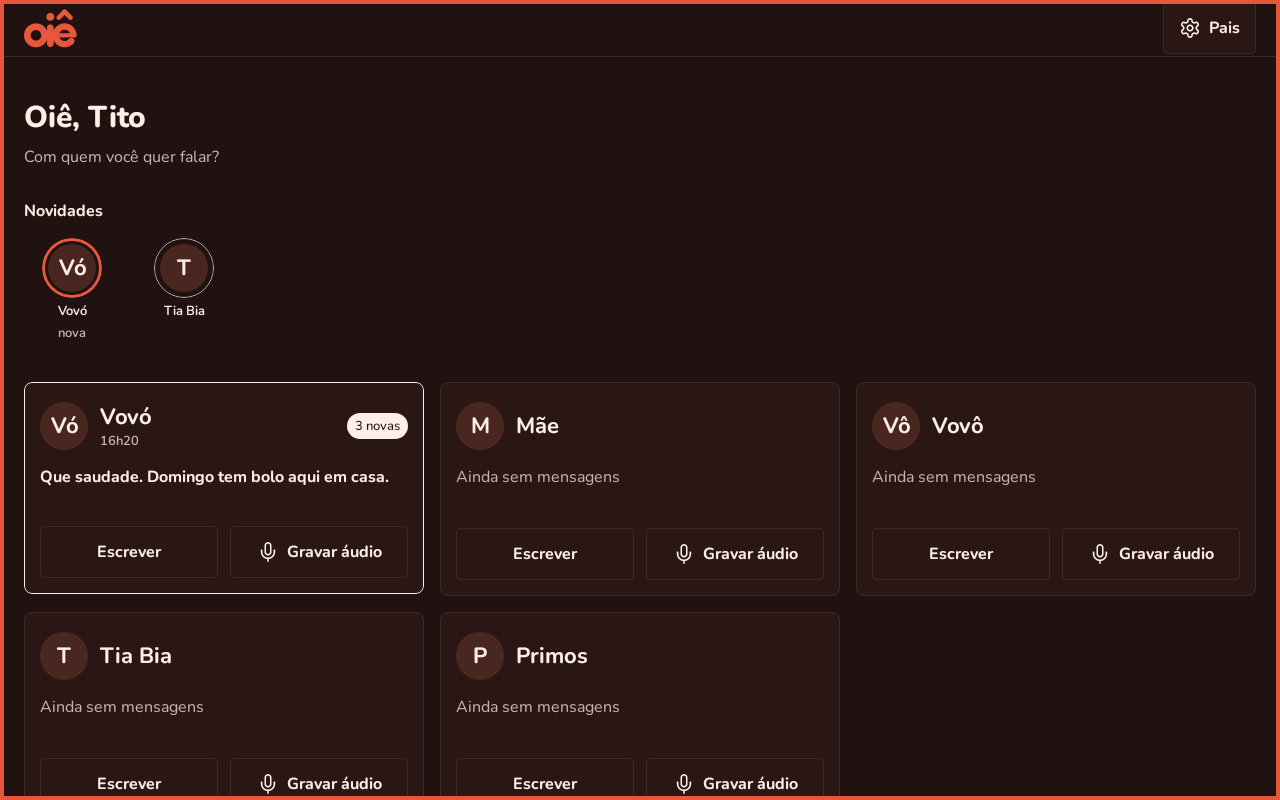 oiê
Pais
Oiê, Tito
Com quem você quer falar?
Novidades
Vó
T
Vovó
Tia Bia
nova
Vó
Vovó
16h20
3 novas
Que saudade. Domingo tem bolo aqui em casa.
Escrever
Gravar áudio
M
Mãe
Ainda sem mensagens
Escrever
Gravar áudio
Vô
Vovô
Ainda sem mensagens
Escrever
Gravar áudio
T
Tia Bia
Ainda sem mensagens
Escrever
Gravar áudio
P
Primos
Ainda sem mensagens
Escrever
Gravar áudio